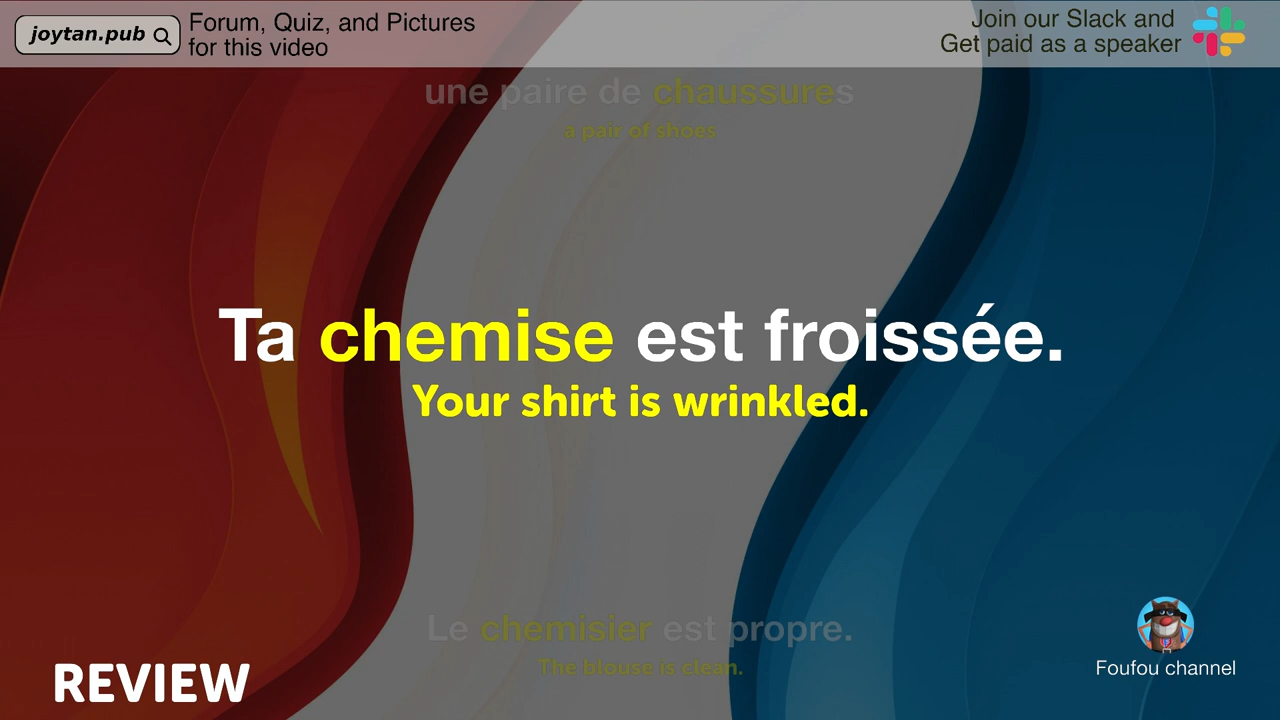 joytan.pub
Forum, Quiz, and Pictures
for this video
Join our Slack and
Get paid as a speaker
une paire de chaussures
a pair of shoes
Ta chemise est froissée.
Your shirt is wrinkled.
Le chemisier est propre.
The blouse is clean.
REVIEW
Foufou channel